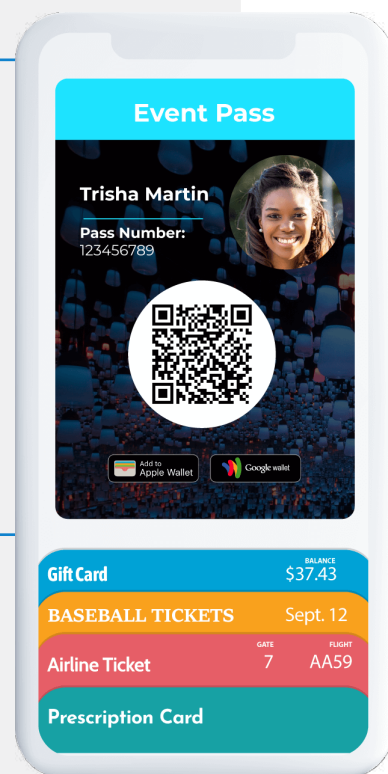 Event Pass
Trisha Martin
Pass Number:
123456789
Add to
Apple Wallet
Google wallet
Gift Card
BALANCE
$37.43
BASEBALL TICKETS
Sept. 12
Airline Ticket
GATE
7
FLIGHT
AA59
Prescription Card